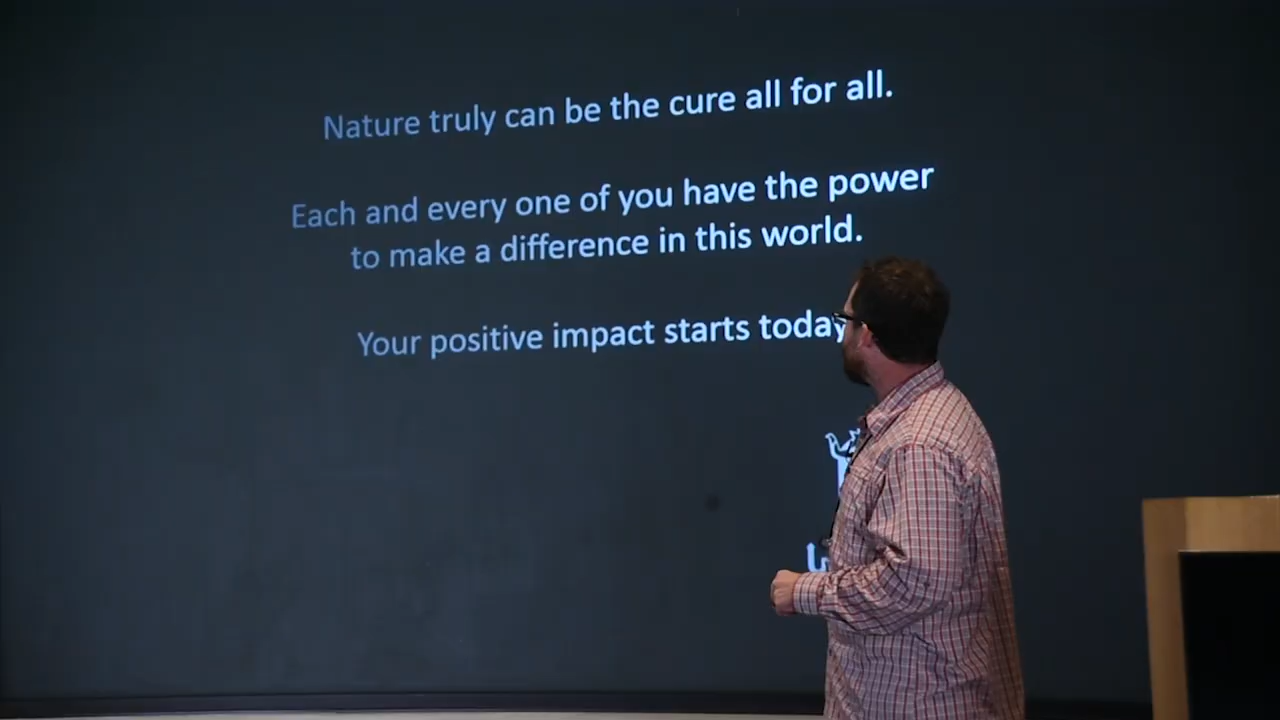 Nature truly can be the cure all for all.
Each and every one of you have the power
to make a difference in this world.
Your positive impact starts today